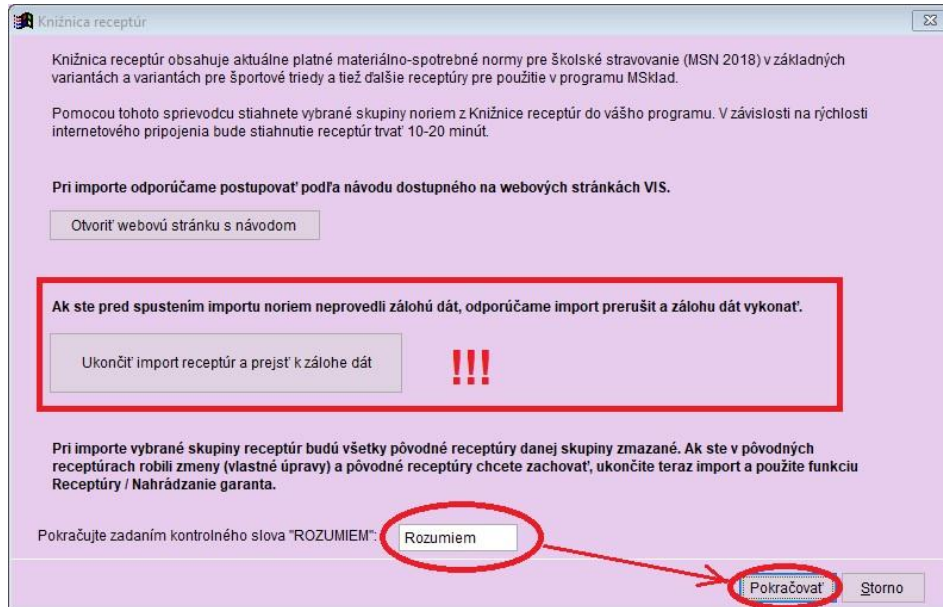 Knižnica receptúr
Knižnica receptúr obsahuje aktuálne platné materiálno-spotrebné normy pre školské stravovanie (MSN 2018) v základných
variantách a variantách pre športové triedy a tiež ďalšie receptúry pre použitie v programu MSklad.
Pomocou tohoto sprievodcu stiahnete vybrané skupiny noriem z Knižnice receptúr do vášho programu. V závislosti na rýchlosti
internetového pripojenia bude stiahnutie receptúr trvať 10-20 minút.
Pri importe odporúčame postupovať podľa návodu dostupného na webových stránkách VIS.
Otvoriť webovú stránku s návodom
Ak ste pred spustením importu noriem neprovedli zálohú dát, odporúčame import prerušit a zálohu dát vykonať.
Ukončiť import receptúr a prejsť k zálohe dát
!!!
Pri importe vybrané skupiny receptúr budú všetky pôvodné receptúry danej skupiny zmazané. Ak ste v pôvodných
receptúrach robili zmeny (vlastné úpravy) a pôvodné receptúry chcete zachovať, ukončite teraz import a použite funkciu
Receptúry / Nahrádzanie garanta.
Pokračujte zadaním kontrolného slova "ROZUMIEM": Rozumiem
Pokračovať Storno